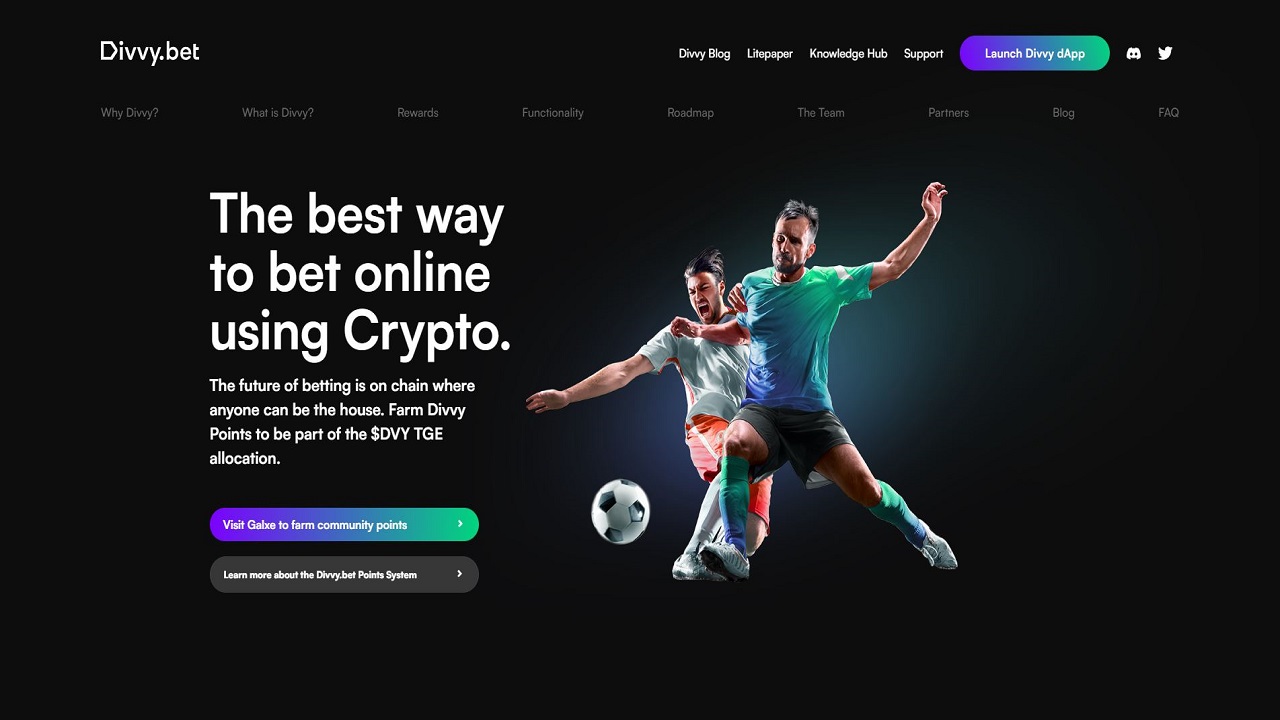 Divvy.bet
Divvy Blog Litepaper Knowledge Hub Support Launch Divvy dApp
Why Divvy? What is Divvy? Rewards Functionality Roadmap The Team Partners Blog FAQ
The best way
to bet online
using Crypto.
The future of betting is on chain where
anyone can be the house. Farm Divvy
Points to be part of the $DVY TGE
allocation.
Visit Galxe to farm community points
Learn more about the Divvy.bet Points System